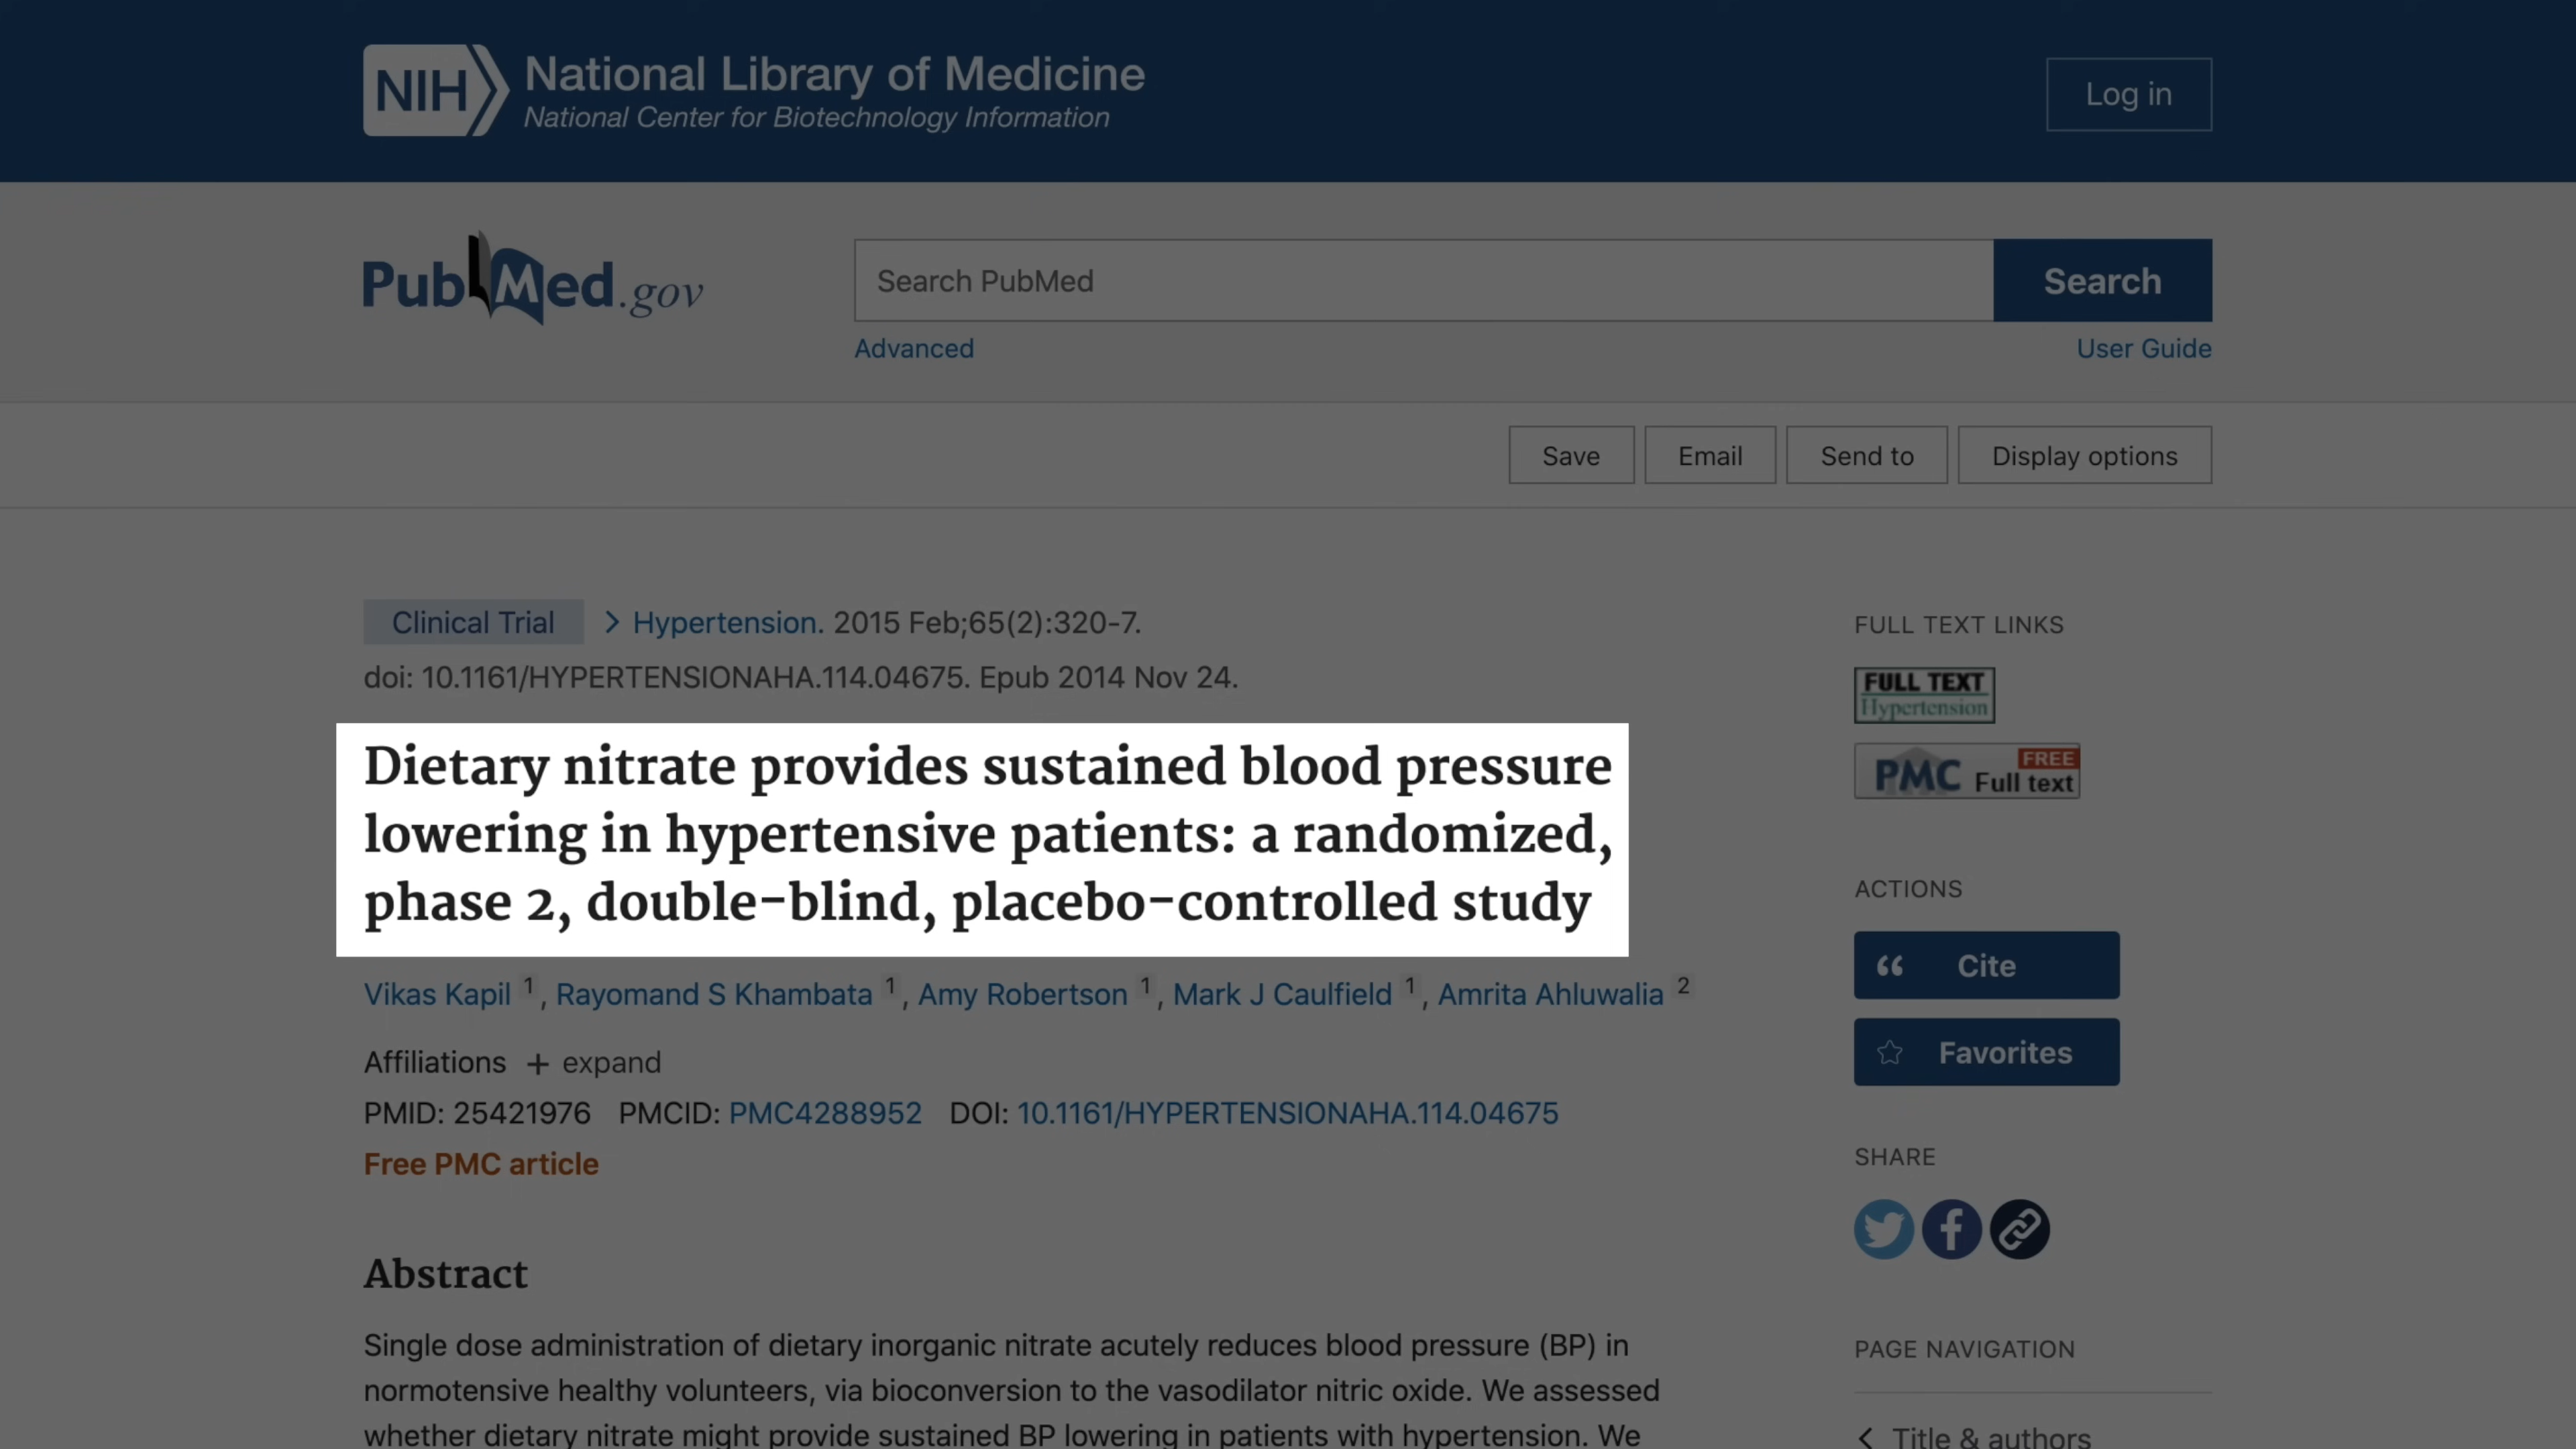 NIH National Library of Medicine
National Center for Biotechnology Information
Log in
PubMed.gov
Search PubMed
Search
Advanced
User Guide
Save
Email
Send to
Display options
Clinical Trial > Hypertension. 2015 Feb;65(2):320-7.
doi: 10.1161/HYPERTENSIONAHA.114.04675. Epub 2014 Nov 24.
Dietary nitrate provides sustained blood pressure
lowering in hypertensive patients: a randomized,
phase 2, double-blind, placebo-controlled study
Vikas Kapil 1, Rayomand S Khambata 1, Amy Robertson 1, Mark J Caulfield 1, Amrita Ahluwalia 2
Affiliations + expand
PMID: 25421976 PMCID: PMC4288952 DOI: 10.1161/HYPERTENSIONAHA.114.04675
Free PMC article
Abstract
Single dose administration of dietary inorganic nitrate acutely reduces blood pressure (BP) in
normotensive healthy volunteers, via bioconversion to the vasodilator nitric oxide. We assessed
whether dietary nitrate might provide sustained BP lowering in patients with hypertension. We
FULL TEXT LINKS
FULL TEXT
Hypertension
PMC FREE
Full text
ACTIONS
Cite
Favorites
SHARE
PAGE NAVIGATION
Title & authors